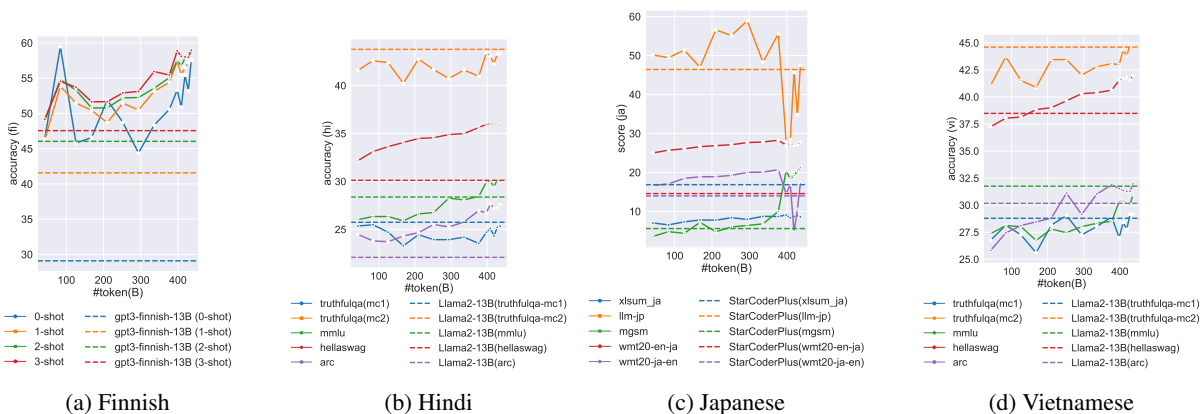 60
55
50
45
40
35
30
accuracy (fi)
100 200 300 400
#token(B)
0-shot
1-shot
2-shot
3-shot
gpt3-finnish-13B (0-shot)
gpt3-finnish-13B (1-shot)
gpt3-finnish-13B (2-shot)
gpt3-finnish-13B (3-shot)
(a) Finnish
40
35
30
25
accuracy (hi)
100 200 300 400
#token(B)
truthfulqa(mc1)
truthfulqa(mc2)
mmlu
hellaswag
arc
Llama2-13B(truthfulqa-mc1)
Llama2-13B(truthfulqa-mc2)
Llama2-13B(mmlu)
Llama2-13B(hellaswag)
Llama2-13B(arc)
(b) Hindi
60
50
40
30
20
10
score (ja)
100 200 300 400
#token(B)
xlsum_ja
llm-jp
mgsm
wmt20-en-ja
wmt20-ja-en
StarCoderPlus(xlsum_ja)
StarCoderPlus(llm-jp)
StarCoderPlus(mgsm)
StarCoderPlus(wmt20-en-ja)
StarCoderPlus(wmt20-ja-en)
(c) Japanese
45.0
42.5
40.0
37.5
35.0
32.5
30.0
27.5
25.0
accuracy (vi)
100 200 300 400
#token(B)
truthfulqa(mc1)
truthfulqa(mc2)
mmlu
hellaswag
arc
Llama2-13B(truthfulqa-mc1)
Llama2-13B(truthfulqa-mc2)
Llama2-13B(mmlu)
Llama2-13B(hellaswag)
Llama2-13B(arc)
(d) Vietnamese